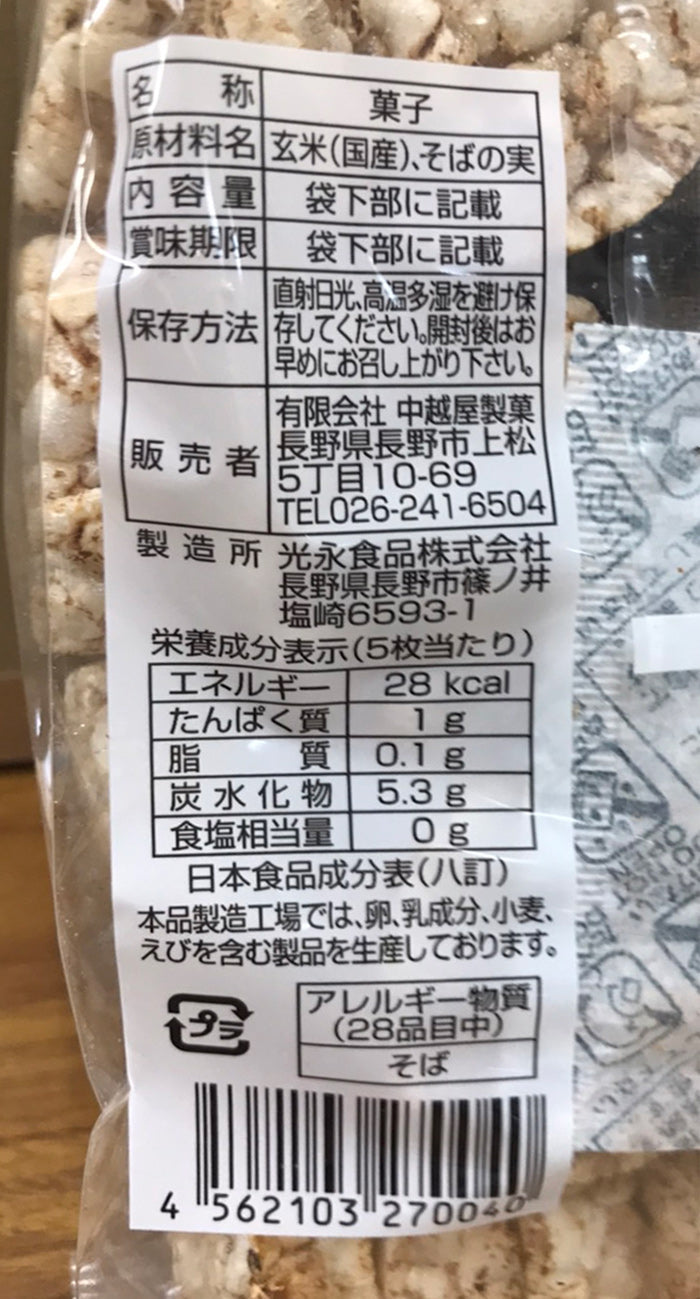 名称 菓子
原材料名 玄米(国産)、そばの実
内容量 袋下部に記載
賞味期限 袋下部に記載
保存方法 直射日光、高温多湿を避け保
存してください。開封後はお
早めにお召し上がり下さい。
販売者 有限会社 中越屋製菓
長野県長野市上松
5丁目10-69
TEL026-241-6504
製造所 光永食品株式会社
長野県長野市篠ノ井
塩崎6593-1
栄養成分表示(5枚当たり)
エネルギー 28 kcal
たんぱく質 1 g
脂質 0.1 g
炭水化物 5.3 g
食塩相当量 0 g
日本食品成分表(八訂)
本品製造工場では、卵、乳成分、小麦、
えびを含む製品を生産しております。
プラ
アレルギー物質
(28品目中)
そば
4 562103 270040